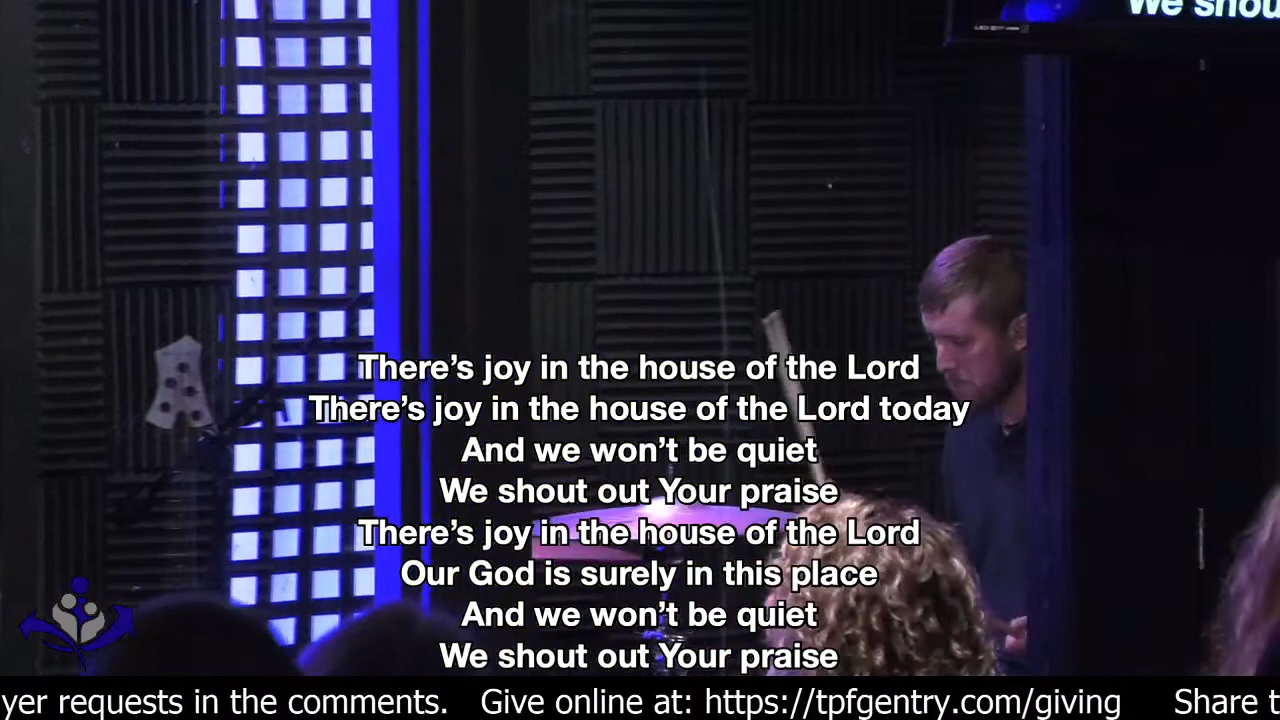 We shou
There's joy in the house of the Lord
There's joy in the house of the Lord today
And we won't be quiet
We shout out Your praise
There's joy in the house of the Lord
Our God is surely in this place
And we won't be quiet
We shout out Your praise
yer requests in the comments. Give online at: https://tpfgentry.com/giving Share t